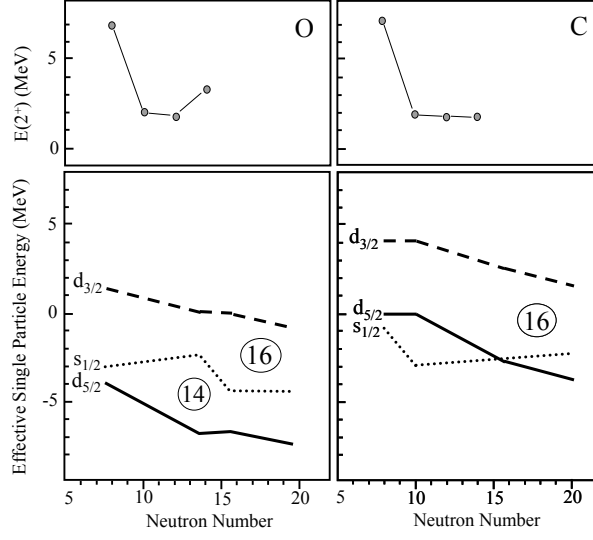 O
C
E(2⁺) (MeV)
5
0
Effective Single Particle Energy (MeV)
5
0
-5
d₃/₂
s₁/₂
d₅/₂
14
16
d₃/₂
d₅/₂
s₁/₂
16
5 10 15 20
5 10 15 20
Neutron Number
Neutron Number